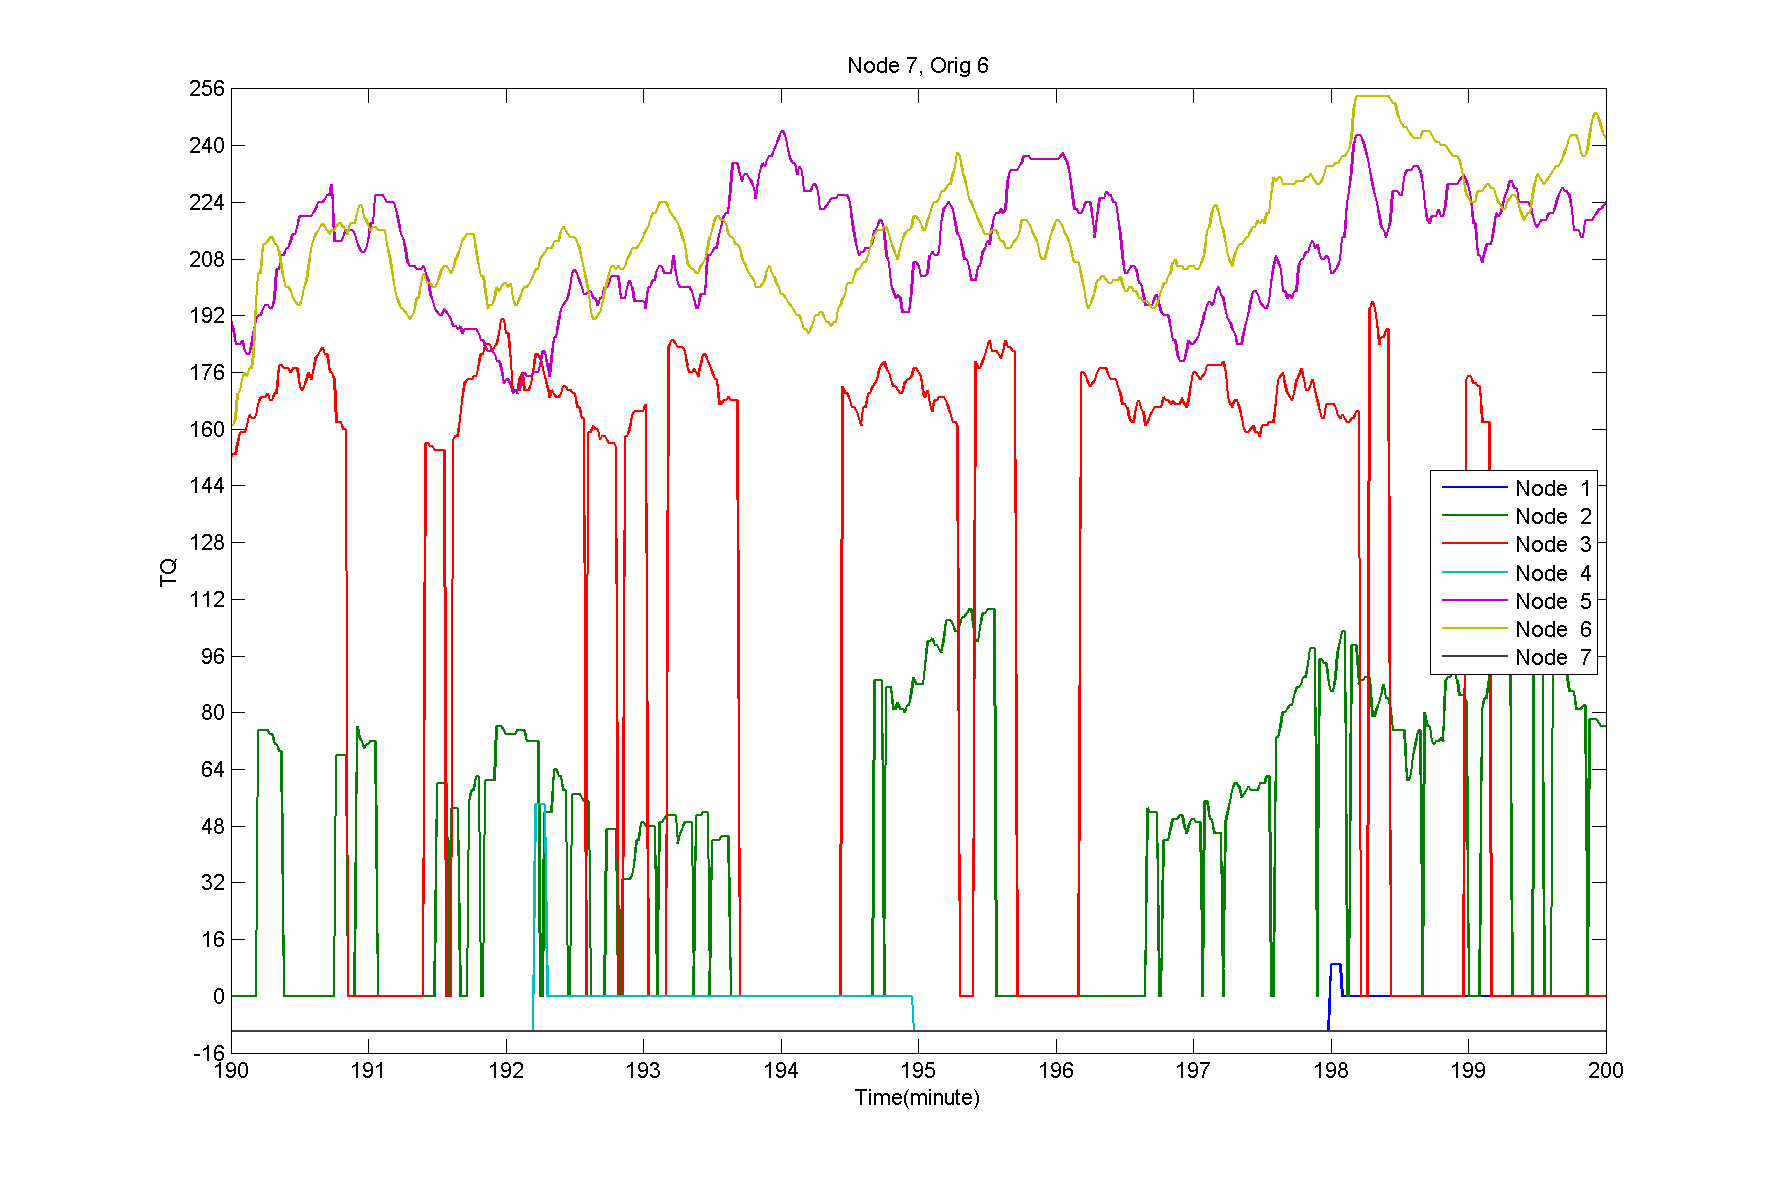 Node 7, Orig 6
256
240
224
208
192
176
160
144
128
112
96
80
64
48
32
16
0
-16
TQ
Node 1
Node 2
Node 3
Node 4
Node 5
Node 6
Node 7
190 191 192 193 194 195 196 197 198 199 200
Time(minute)